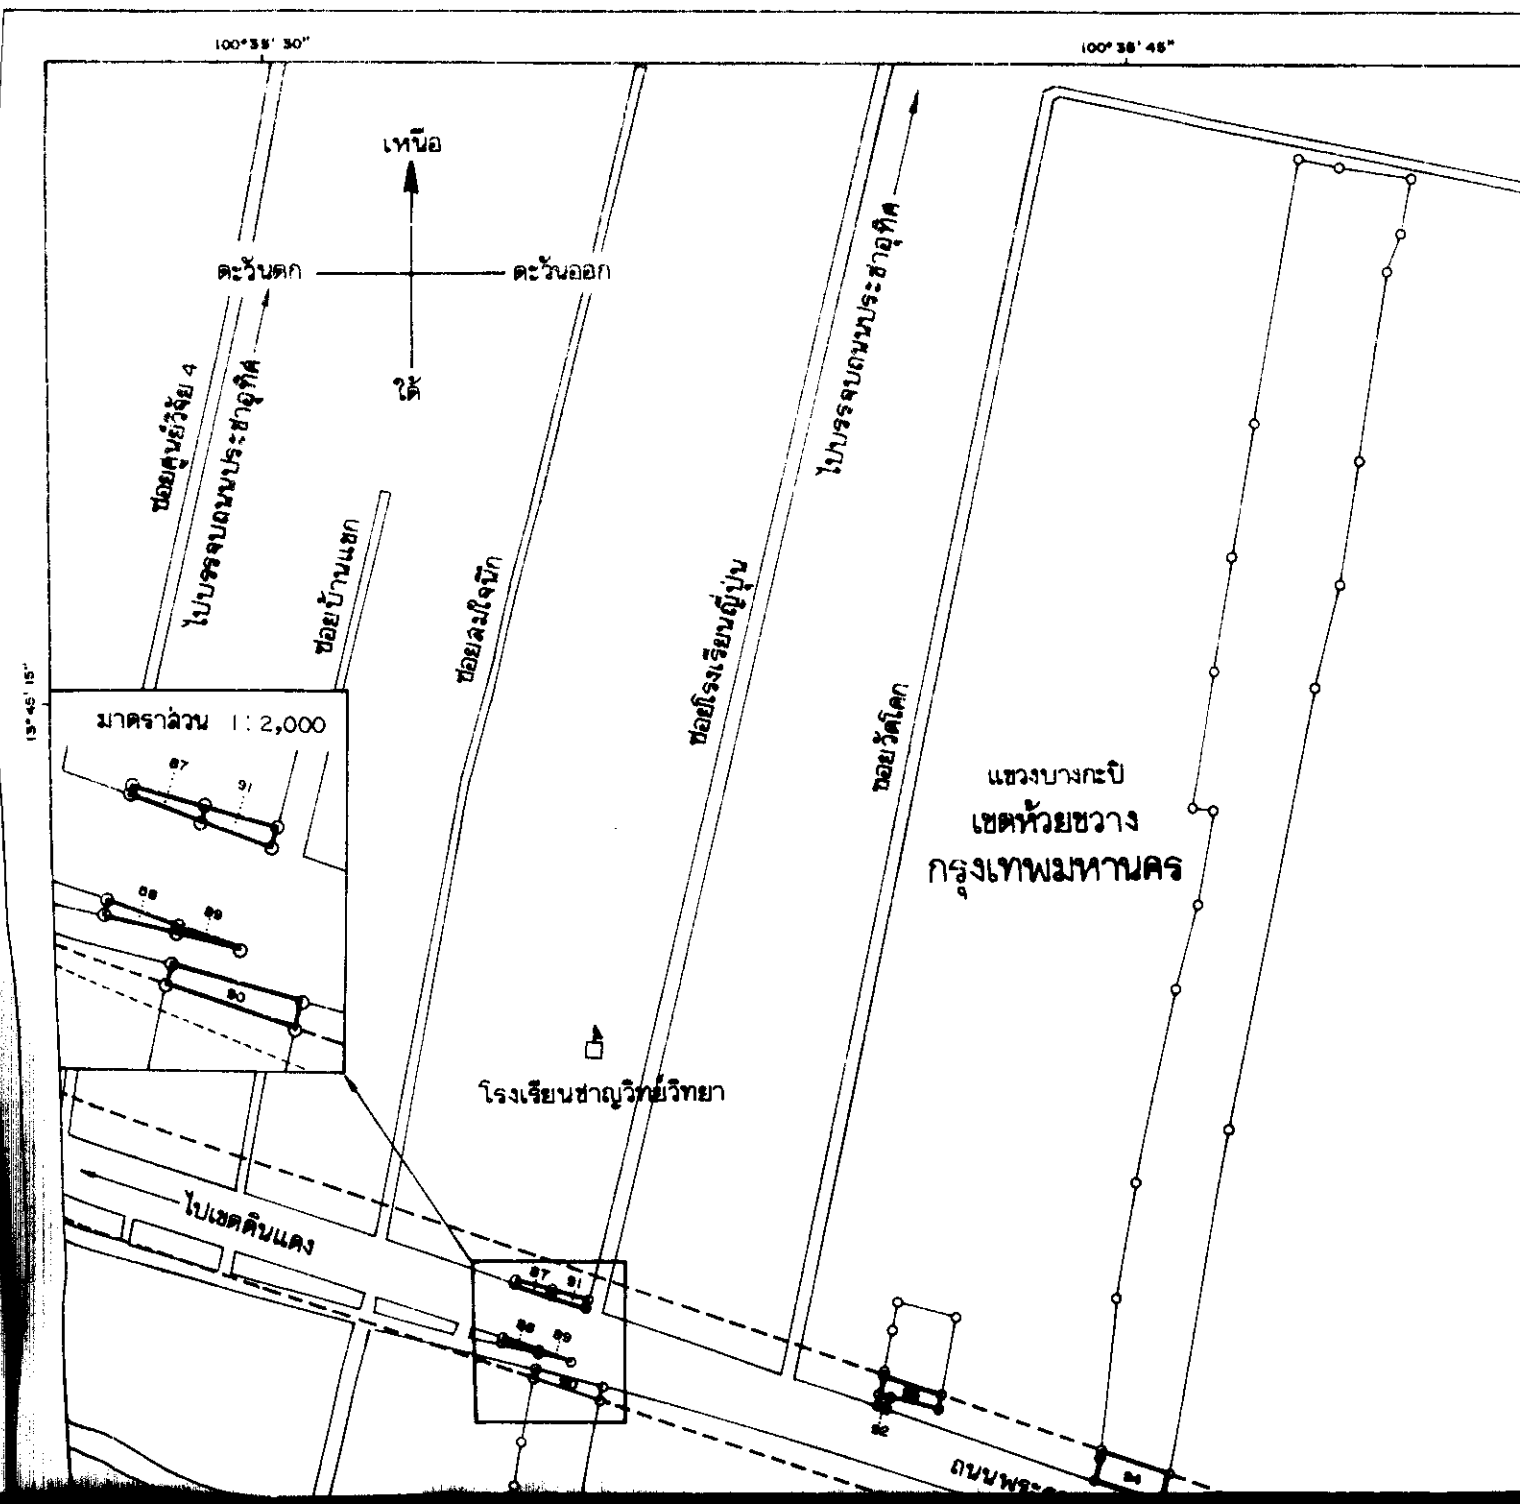 100°35' 30"
100°35' 45"
เหนือ
ตะวันตก
ตะวันออก
ใต้
ซอยศูนย์วิจัย 4
ไปบรรจบถนนประชาอุทิศ
ซอยบ้านแขก
ซอยสมใจนึก
ซอยโรงเรียนญี่ปุ่น
ไปบรรจบถนนประชาอุทิศ
ซอยวัดโคก
13°45' 15"
มาตราส่วน 1:2,000
87
91
88
89
90
แขวงบางกะปิ
เขตห้วยขวาง
กรุงเทพมหานคร
โรงเรียนชาญวิทย์วิทยา
ไปเขตดินแดง
87
91
88
89
90
92
94